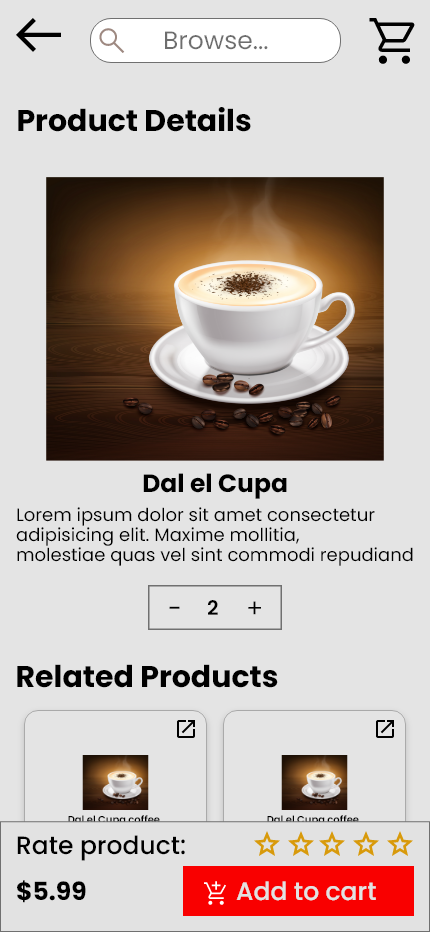 Browse...
Product Details
Dal el Cupa
Lorem ipsum dolor sit amet consectetur
adipisicing elit. Maxime mollitia,
molestiae quas vel sint commodi repudiand
− 2 +
Related Products
Dal el Cupa coffee
Dal el Cupa coffee
Rate product:
$5.99
Add to cart